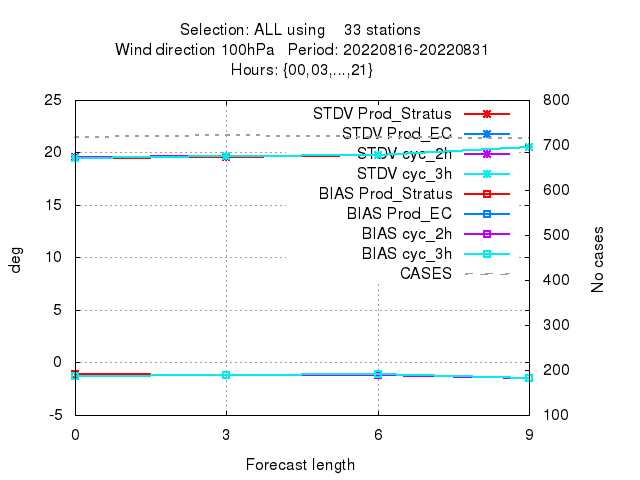 Selection: ALL using    33 stations
Wind direction 100hPa   Period: 20220816-20220831
Hours: {00,03,...,21}
25 800
STDV Prod_Stratus
STDV Prod_EC
700
20
STDV cyc_2h
STDV cyc_3h
600
BIAS Prod_Stratus
15
BIAS Prod_EC
BIAS cyc_2h
500
deg
No cases
10
BIAS cyc_3h
CASES
400
5
300
0
200
-5 100
0 3 6 9
Forecast length